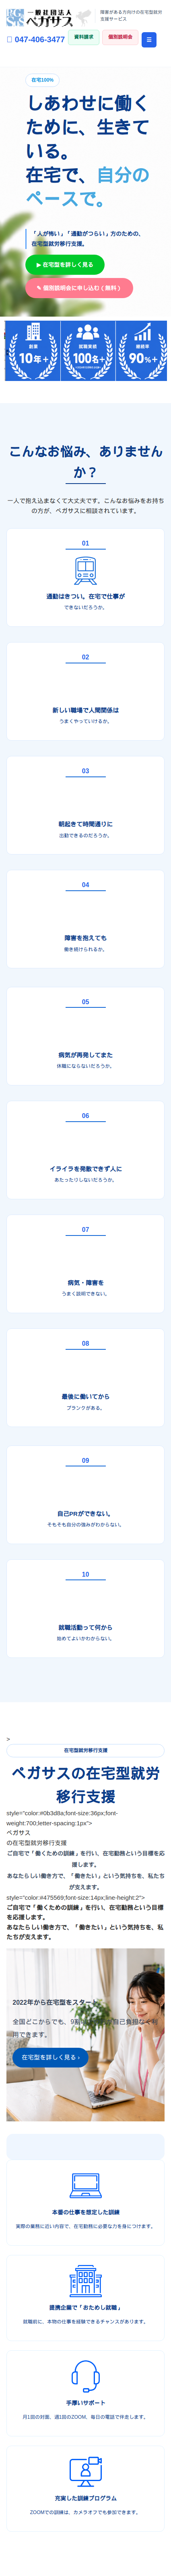 一般社団法人
ペガサス
障害がある方向けの在宅型就労
支援サービス
047-406-3477
資料請求
個別説明会
在宅100%
しあわせに働く
ために、生きて
いる。
在宅で、自分の
ペースで。
「人が怖い」「通勤がつらい」方のための、
在宅型就労移行支援。
▶ 在宅型を詳しく見る
✎ 個別説明会に申し込む（無料）
創業
10年+
就職実績
100名+
継続率
90%+
こんなお悩み、ありません
か？
一人で抱え込まなくて大丈夫です。こんなお悩みをお持ち
の方が、ペガサスに相談されています。
01
通勤はきつい。在宅で仕事が
できないだろうか。
02
新しい職場で人間関係は
うまくやっていけるか。
03
朝起きて時間通りに
出勤できるのだろうか。
04
障害を抱えても
働き続けられるか。
05
病気が再発してまた
休職にならないだろうか。
06
イライラを発散できず人に
あたったりしないだろうか。
07
病気・障害を
うまく説明できない。
08
最後に働いてから
ブランクがある。
09
自己PRができない。
そもそも自分の強みがわからない。
10
就職活動って何から
始めてよいかわからない。
>
在宅型就労移行支援
ペガサスの在宅型就労
移行支援
style="color:#0b3d8a;font-size:36px;font-
weight:700;letter-spacing:1px">
ペガサス
の在宅型就労移行支援
ご自宅で「働くための訓練」を行い、在宅勤務という目標を応
援します。
あなたらしい働き方で、「働きたい」という気持ちを、私たち
が支えます。
style="color:#475569;font-size:14px;line-height:2">
ご自宅で「働くための訓練」を行い、在宅勤務という目標
を応援します。
あなたらしい働き方で、「働きたい」という気持ちを、私
たちが支えます。
2022年から在宅型をスタート
全国どこからでも、9割
用できます。
在宅型を詳しく見る ›
本番の仕事を想定した訓練
実際の業務に近い内容で、在宅勤務に必要な力を身につけます。
提携企業で「おためし就職」
就職前に、本物の仕事を経験できるチャンスがあります。
手厚いサポート
月1回の対面、週1回のZOOM、毎日の電話で伴走します。
充実した訓練プログラム
ZOOMでの訓練は、カメラオフでも参加できます。